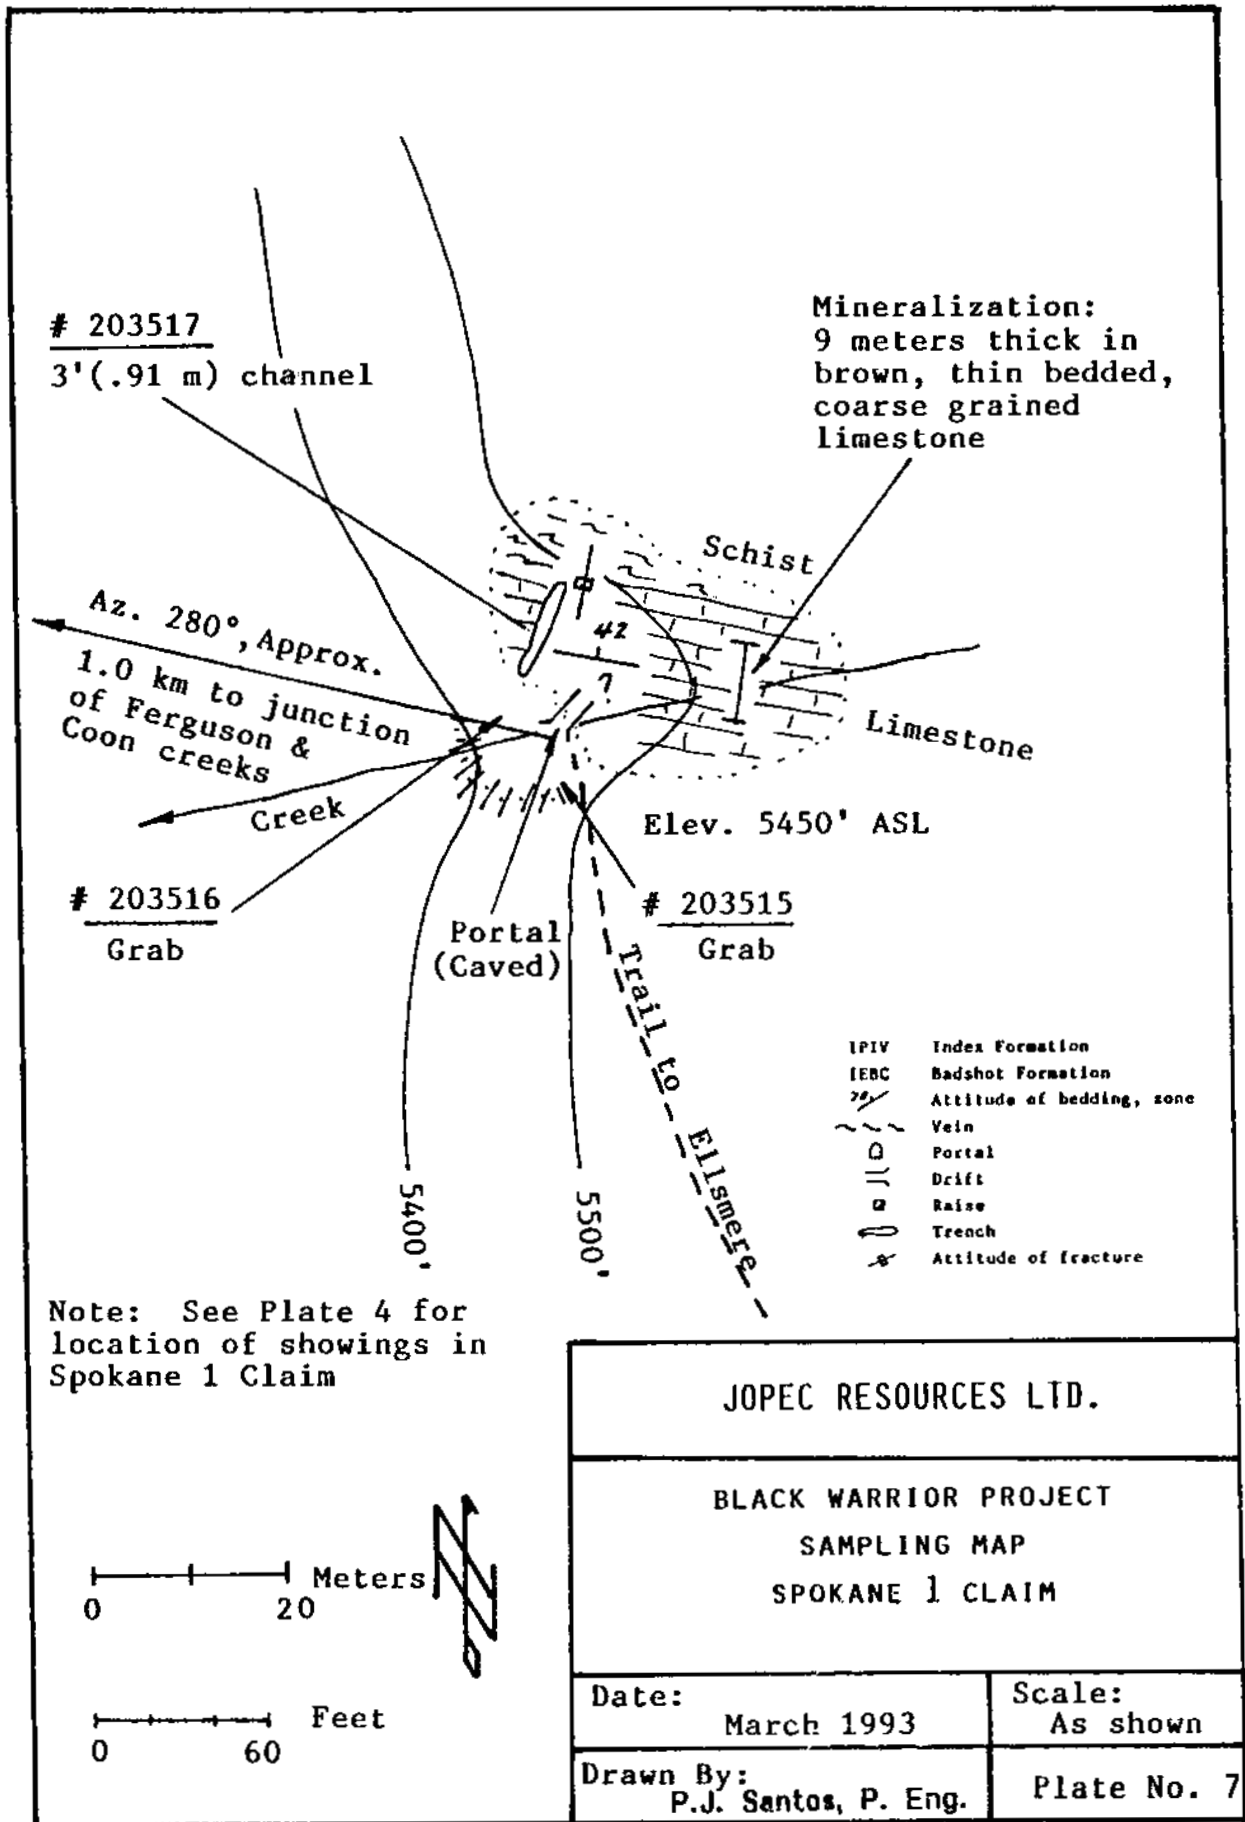 # 203517
3'(.91 m) channel
Mineralization:
9 meters thick in
brown, thin bedded,
coarse grained
limestone
Schist
42
?
Limestone
Az. 280°, Approx.
1.0 km to junction
of Ferguson &
Coon creeks
Creek
Elev. 5450' ASL
# 203516
Grab
Portal
(Caved)
# 203515
Grab
Trail to Ellsmere
5400'
5500'
Index Formation
Badshot Formation
Attitude of bedding, zone
Vein
Portal
Drift
Raise
Trench
Attitude of fracture
Note: See Plate 4 for
location of showings in
Spokane 1 Claim
Meters
0 20
Feet
0 60
JOPEC RESOURCES LTD.
BLACK WARRIOR PROJECT
SAMPLING MAP
SPOKANE 1 CLAIM
Date:
March 1993
Scale:
As shown
Drawn By:
P.J. Santos, P. Eng.
Plate No. 7